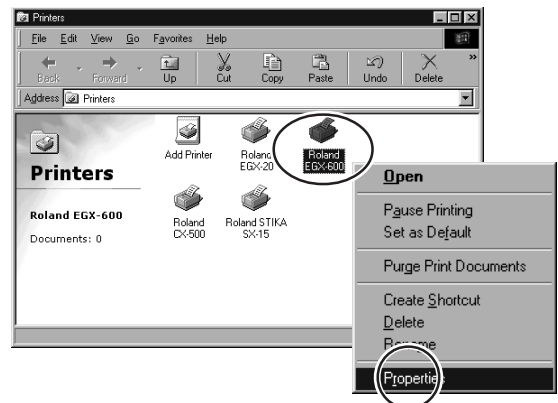 Printers
File Edit View Go Favorites Help
Back Forward Up Cut Copy Paste Undo Delete »
Address Printers
Printers
Roland EGX-600
Documents: 0
Add Printer
Roland
EGX-20
Roland
EGX-600
Roland
CX-500
Roland STIKA
SX-15
Open
Pause Printing
Set as Default
Purge Print Documents
Create Shortcut
Delete
Rename
Properties